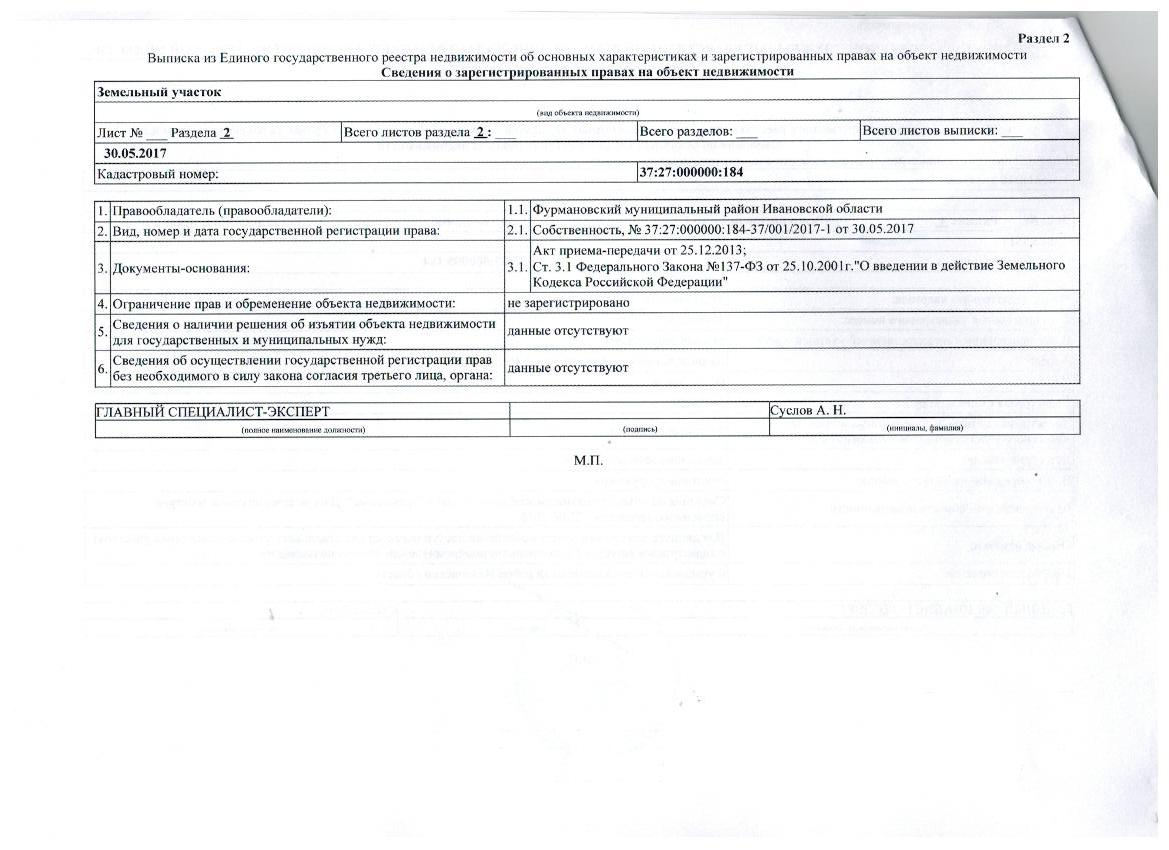 Раздел 2
Выписка из Единого государственного реестра недвижимости об основных характеристиках и зарегистрированных правах на объект недвижимости
Сведения о зарегистрированных правах на объект недвижимости
Земельный участок
(вид объекта недвижимости)
Лист № ___ Раздела 2 Всего листов раздела 2 : ___ Всего разделов: ___ Всего листов выписки: ___
30.05.2017
Кадастровый номер: 37:27:000000:184
1. Правообладатель (правообладатели): 1.1. Фурмановский муниципальный район Ивановской области
2. Вид, номер и дата государственной регистрации права: 2.1. Собственность, № 37:27:000000:184-37/001/2017-1 от 30.05.2017
3. Документы-основания: 3.1. Акт приема-передачи от 25.12.2013;
Ст. 3.1 Федерального Закона №137-ФЗ от 25.10.2001г."О введении в действие Земельного
Кодекса Российской Федерации"
4. Ограничение прав и обременение объекта недвижимости: не зарегистрировано
5. Сведения о наличии решения об изъятии объекта недвижимости
для государственных и муниципальных нужд: данные отсутствуют
6. Сведения об осуществлении государственной регистрации прав
без необходимого в силу закона согласия третьего лица, органа: данные отсутствуют
ГЛАВНЫЙ СПЕЦИАЛИСТ-ЭКСПЕРТ Суслов А. Н.
(полное наименование должности) (подпись) (инициалы, фамилия)
М.П.